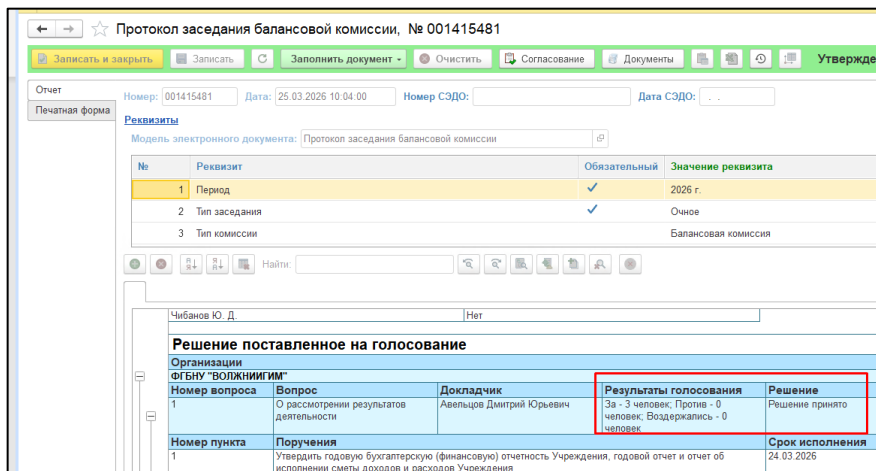 Протокол заседания балансовой комиссии, № 001415481
Записать и закрыть Записать Заполнить документ Очистить Согласование Документы Утвержде
Отчет
Печатная форма
Номер: 001415481 Дата: 25.03.2026 10:04:00 Номер СЭДО: Дата СЭДО: . .
Реквизиты
Модель электронного документа: Протокол заседания балансовой комиссии
№ Реквизит Обязательный Значение реквизита
1 Период 2026 г.
2 Тип заседания Очное
3 Тип комиссии Балансовая комиссия
Найти:
Чибанов Ю. Д. Нет
Решение поставленное на голосование
Организации
ФГБНУ "ВОЛЖНИИГИМ"
Номер вопроса Вопрос Докладчик Результаты голосования Решение
1 О рассмотрении результатов Авельцов Дмитрий Юрьевич За - 3 человек; Против - 0 Решение принято
деятельности человек; Воздержались - 0
человек
Номер пункта Поручения Срок исполнения
1 Утвердить годовую бухгалтерскую (финансовую) отчетность Учреждения, годовой отчет и отчет об 24.03.2026
исполнении сметы доходов и расходов Учреждения